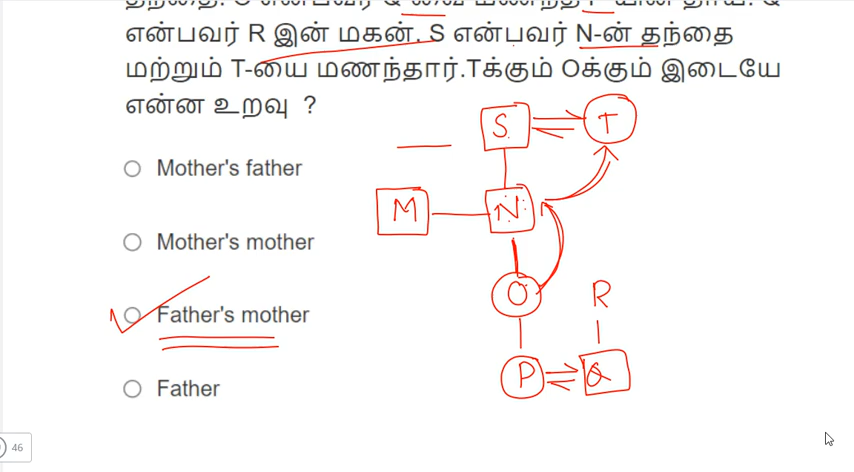 என்பவர் R இன் மகன். S என்பவர் N-ன் தந்தை
மற்றும் T-யை மணந்தார்.Tக்கும் Oக்கும் இடையே
என்ன உறவு ?
S T
Mother's father
M N
Mother's mother
O R
Father's mother
P Q
Father
46